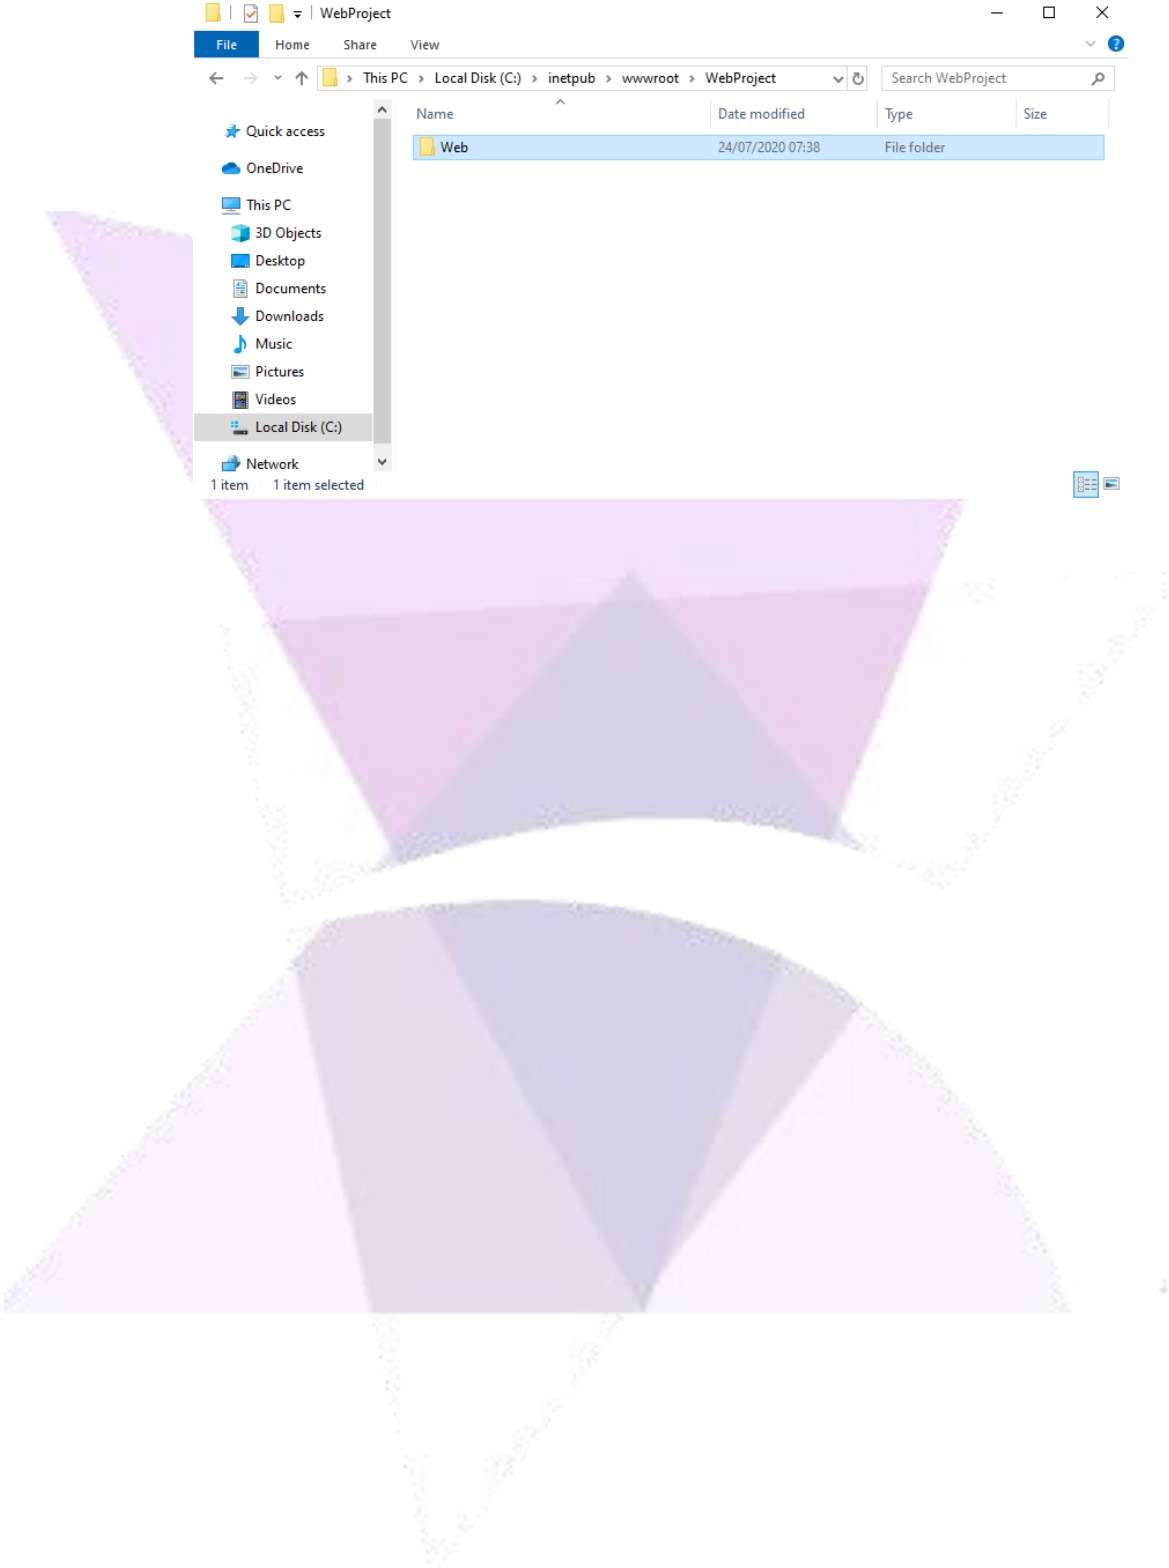 WebProject
File Home Share View
This PC > Local Disk (C:) > inetpub > wwwroot > WebProject
Search WebProject
Name Date modified Type Size
Web 24/07/2020 07:38 File folder
Quick access
OneDrive
This PC
3D Objects
Desktop
Documents
Downloads
Music
Pictures
Videos
Local Disk (C:)
Network
1 item 1 item selected